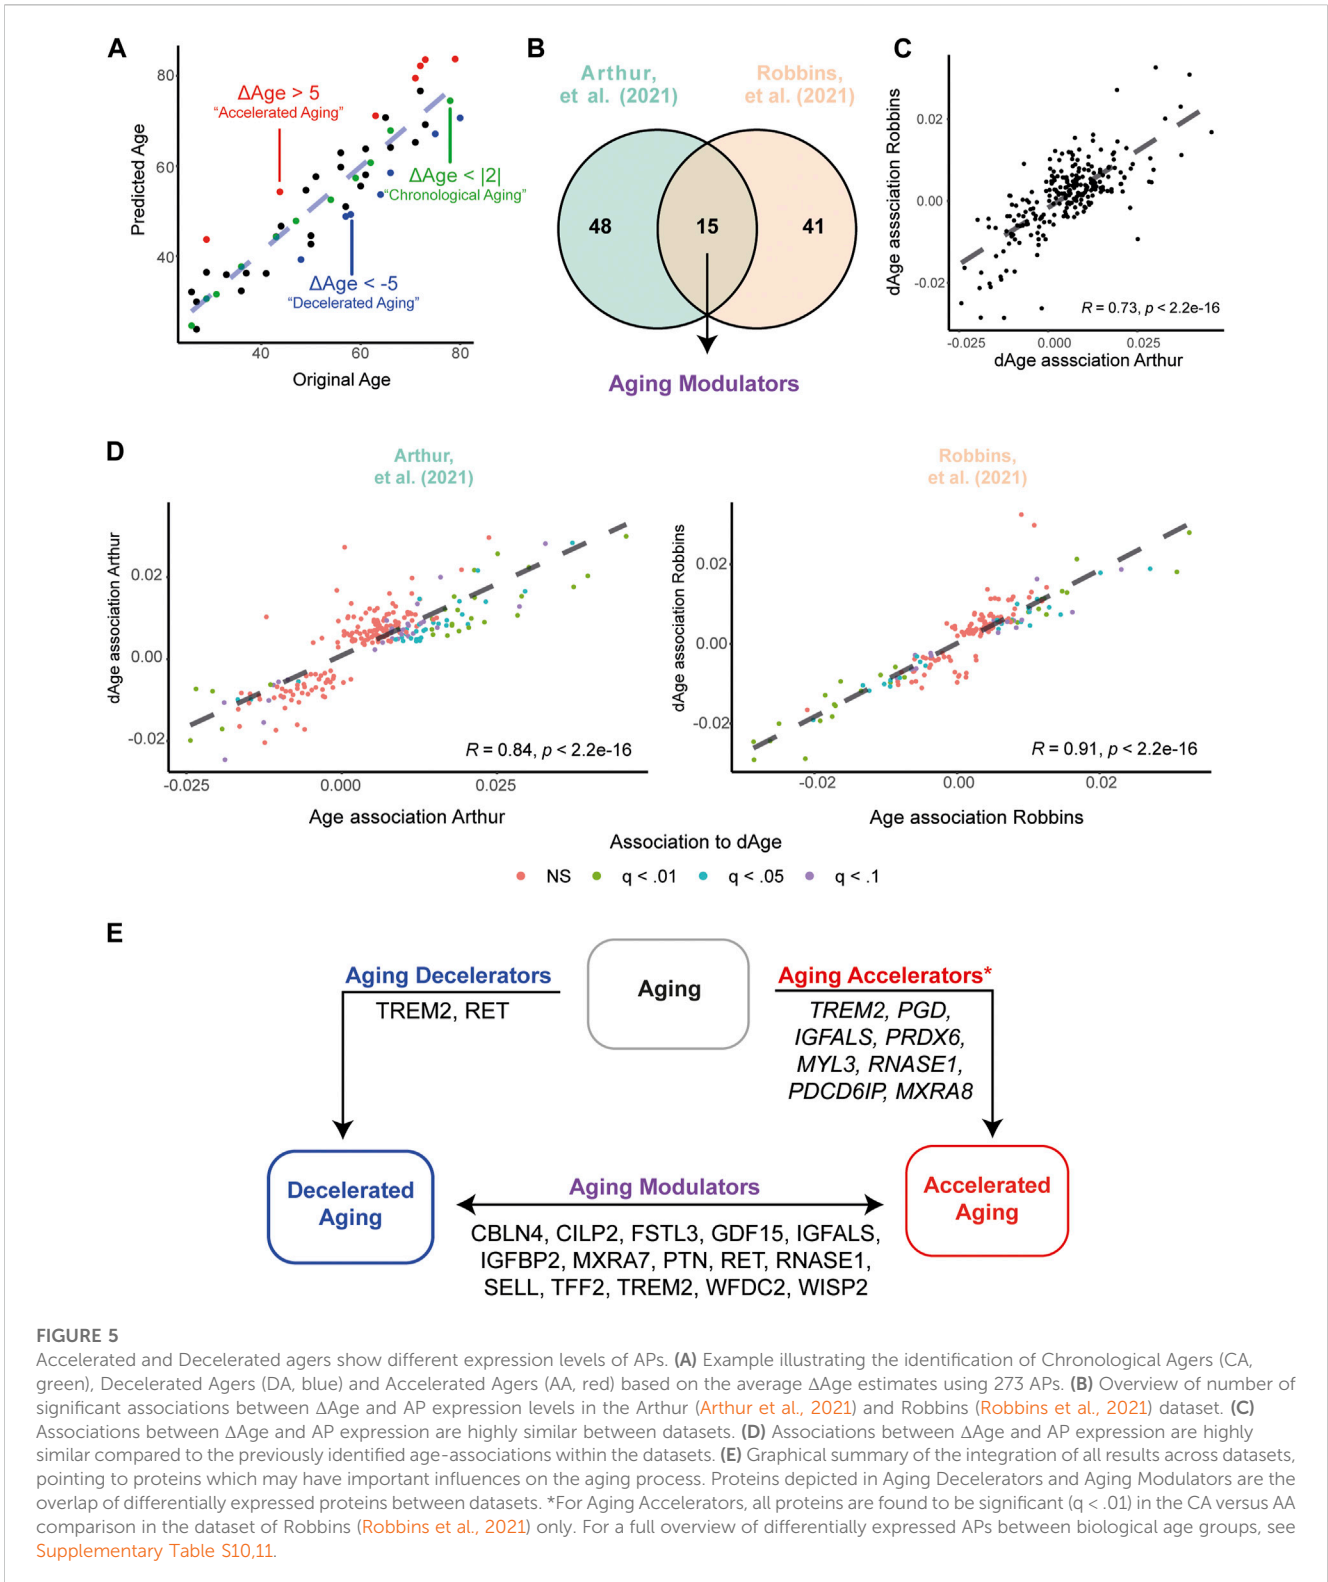 A
80
60
40
40
60
80
Predicted Age
Original Age
ΔAge > 5
“Accelerated Aging”
ΔAge < |2|
“Chronological Aging”
ΔAge < -5
“Decelerated Aging”
B
Arthur,
et al. (2021)
Robbins,
et al. (2021)
48
15
41
Aging Modulators
C
dAge asssciation Robbins
0.02
0.00
-0.02
R = 0.73, p < 2.2e-16
-0.025
0.000
0.025
dAge asssciation Arthur
D
Arthur,
et al. (2021)
dAge association Arthur
0.02
0.00
-0.02
R = 0.84, p < 2.2e-16
-0.025
0.000
0.025
Age association Arthur
Robbins,
et al. (2021)
dAge association Robbins
0.02
0.00
-0.02
R = 0.91, p < 2.2e-16
-0.02
0.00
0.02
Age association Robbins
Association to dAge
NS q < .01 q < .05 q < .1
E
Aging
Aging Decelerators
TREM2, RET
Aging Accelerators*
TREM2, PGD,
IGFALS, PRDX6,
MYL3, RNASE1,
PDCD6IP, MXRA8
Decelerated
Aging
Accelerated
Aging
Aging Modulators
CBLN4, CILP2, FSTL3, GDF15, IGFALS,
IGFBP2, MXRA7, PTN, RET, RNASE1,
SELL, TFF2, TREM2, WFDC2, WISP2
FIGURE 5
Accelerated and Decelerated agers show different expression levels of APs. (A) Example illustrating the identification of Chronological Agers (CA,
green), Decelerated Agers (DA, blue) and Accelerated Agers (AA, red) based on the average ΔAge estimates using 273 APs. (B) Overview of number of
significant associations between ΔAge and AP expression levels in the Arthur (Arthur et al., 2021) and Robbins (Robbins et al., 2021) dataset. (C)
Associations between ΔAge and AP expression are highly similar between datasets. (D) Associations between ΔAge and AP expression are highly
similar compared to the previously identified age-associations within the datasets. (E) Graphical summary of the integration of all results across datasets,
pointing to proteins which may have important influences on the aging process. Proteins depicted in Aging Decelerators and Aging Modulators are the
overlap of differentially expressed proteins between datasets. *For Aging Accelerators, all proteins are found to be significant (q < .01) in the CA versus AA
comparison in the dataset of Robbins (Robbins et al., 2021) only. For a full overview of differentially expressed APs between biological age groups, see
Supplementary Table S10,11.